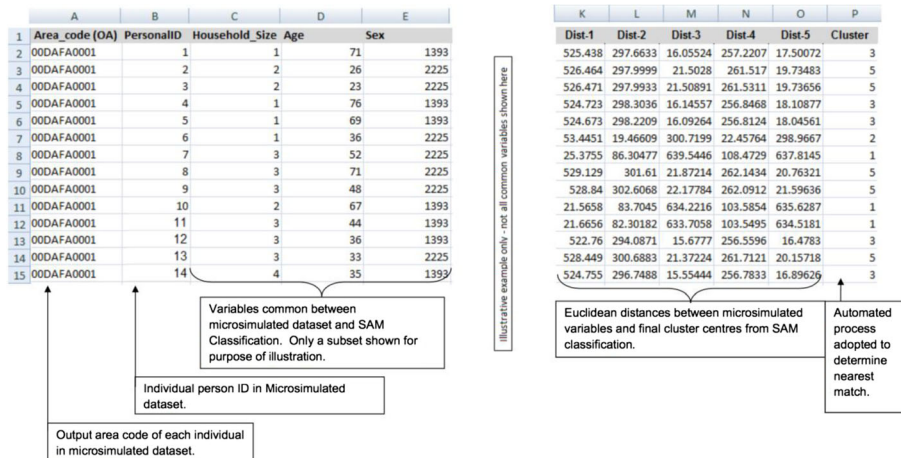 A B C D E
1 Area_code (OA) PersonalID Household_Size Age Sex
2 00DAFA0001 1 1 71 1393
3 00DAFA0001 2 2 26 2225
4 00DAFA0001 3 2 23 2225
5 00DAFA0001 4 1 76 1393
6 00DAFA0001 5 1 69 1393
7 00DAFA0001 6 1 36 2225
8 00DAFA0001 7 3 52 2225
9 00DAFA0001 8 3 71 2225
10 00DAFA0001 9 3 48 2225
11 00DAFA0001 10 2 67 1393
12 00DAFA0001 11 3 44 1393
13 00DAFA0001 12 3 36 1393
14 00DAFA0001 13 3 33 2225
15 00DAFA0001 14 4 35 1393
Variables common between
microsimulated dataset and SAM
Classification. Only a subset shown for
purpose of illustration.
Individual person ID in Microsimulated
dataset.
Output area code of each individual
in microsimulated dataset.
Illustrative example only - not all common variables shown here
K L M N O P
Dist-1 Dist-2 Dist-3 Dist-4 Dist-5 Cluster
525.438 297.6633 16.05524 257.2207 17.50072 3
526.464 297.9999 21.5028 261.517 19.73483 5
526.471 297.9933 21.50891 261.5311 19.73656 5
524.723 298.3036 16.14557 256.8468 18.10877 3
524.673 298.2209 16.09264 256.8124 18.04561 3
53.4451 19.46609 300.7199 22.45764 298.9667 2
25.3755 86.30477 639.5446 108.4729 637.8145 1
529.129 301.61 21.87214 262.1434 20.76321 5
528.84 302.6068 22.17784 262.0912 21.59636 5
21.5658 83.7045 634.2216 103.5854 635.6287 1
21.6656 82.30182 633.7058 103.5495 634.5181 1
522.76 294.0871 15.6777 256.5596 16.4783 3
528.449 300.6883 21.37224 261.7121 20.15718 5
524.755 296.7488 15.55444 256.7833 16.89626 3
Euclidean distances between microsimulated
variables and final cluster centres from SAM
classification.
Automated
process
adopted to
determine
nearest
match.